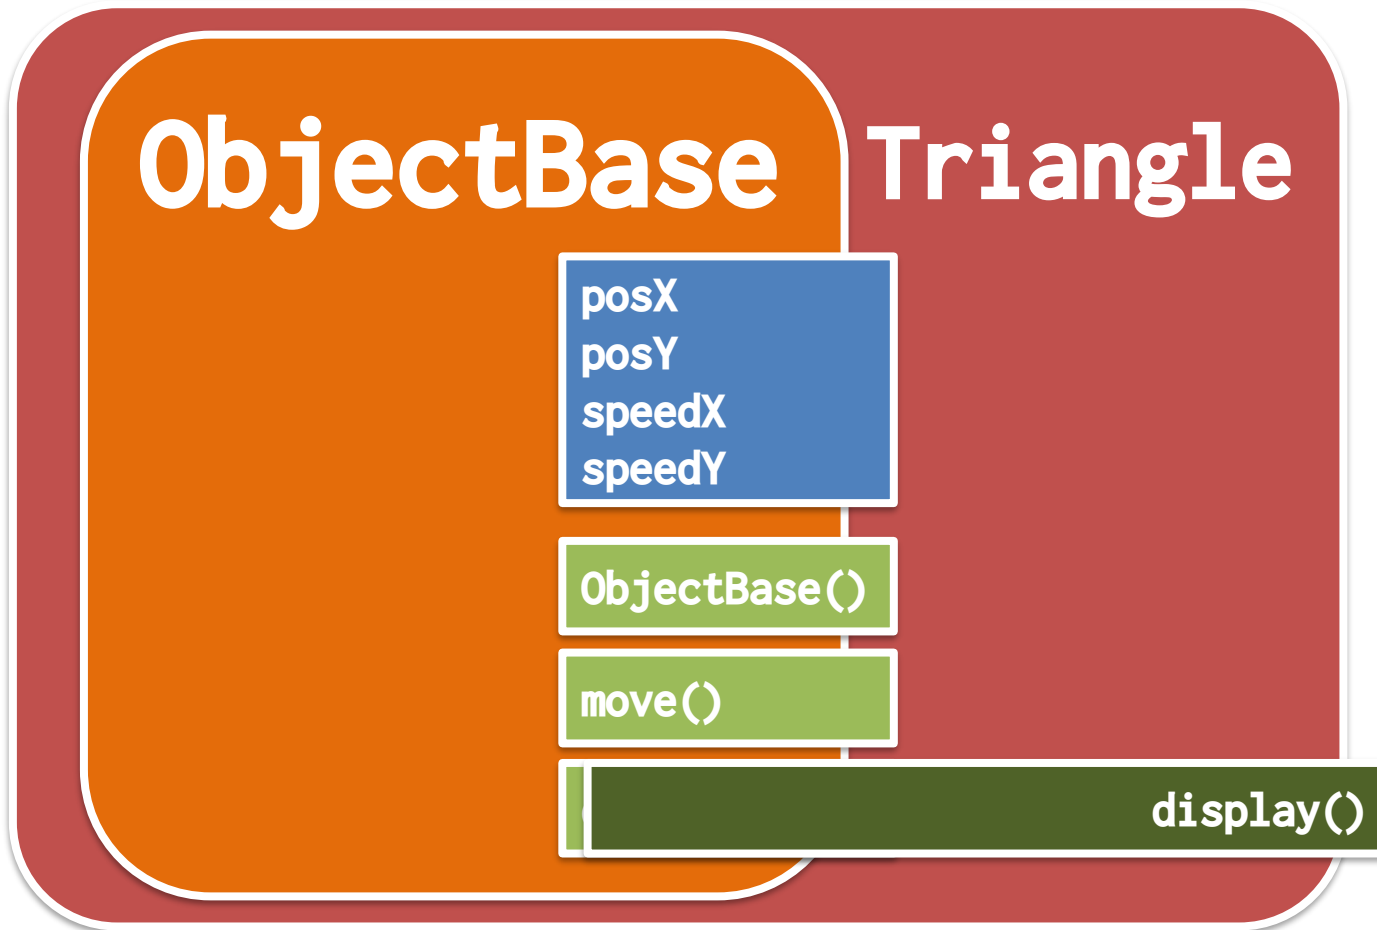 ObjectBase
Triangle
posX
posY
speedX
speedY
ObjectBase()
move()
display()